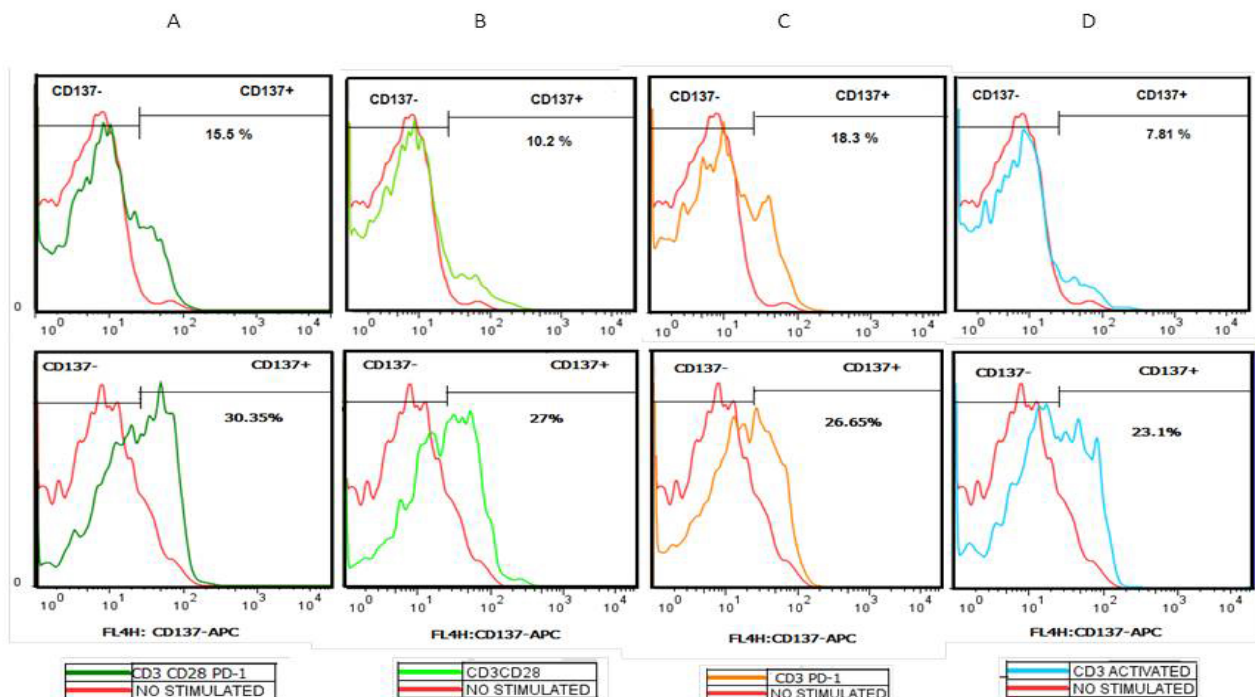 A B C D
CD137- CD137+ CD137- CD137+ CD137- CD137+ CD137- CD137+
15.5 % 10.2 % 18.3 % 7.81 %
0
10^0 10^1 10^2 10^3 10^4 10^0 10^1 10^2 10^3 10^4 10^0 10^1 10^2 10^3 10^4 10^0 10^1 10^2 10^3 10^4
CD137- CD137+ CD137- CD137+ CD137- CD137+ CD137- CD137+
30.35% 27% 26.65% 23.1%
0
10^0 10^1 10^2 10^3 10^4 10^0 10^1 10^2 10^3 10^4 10^0 10^1 10^2 10^3 10^4 10^0 10^1 10^2 10^3 10^4
FL4H: CD137-APC FL4H:CD137-APC FL4H:CD137-APC FL4H:CD137-APC
CD3 CD28 PD-1 CD3CD28 CD3 PD-1 CD3 ACTIVATED
NO STIMULATED NO STIMULATED NO STIMULATED NO STIMULATED